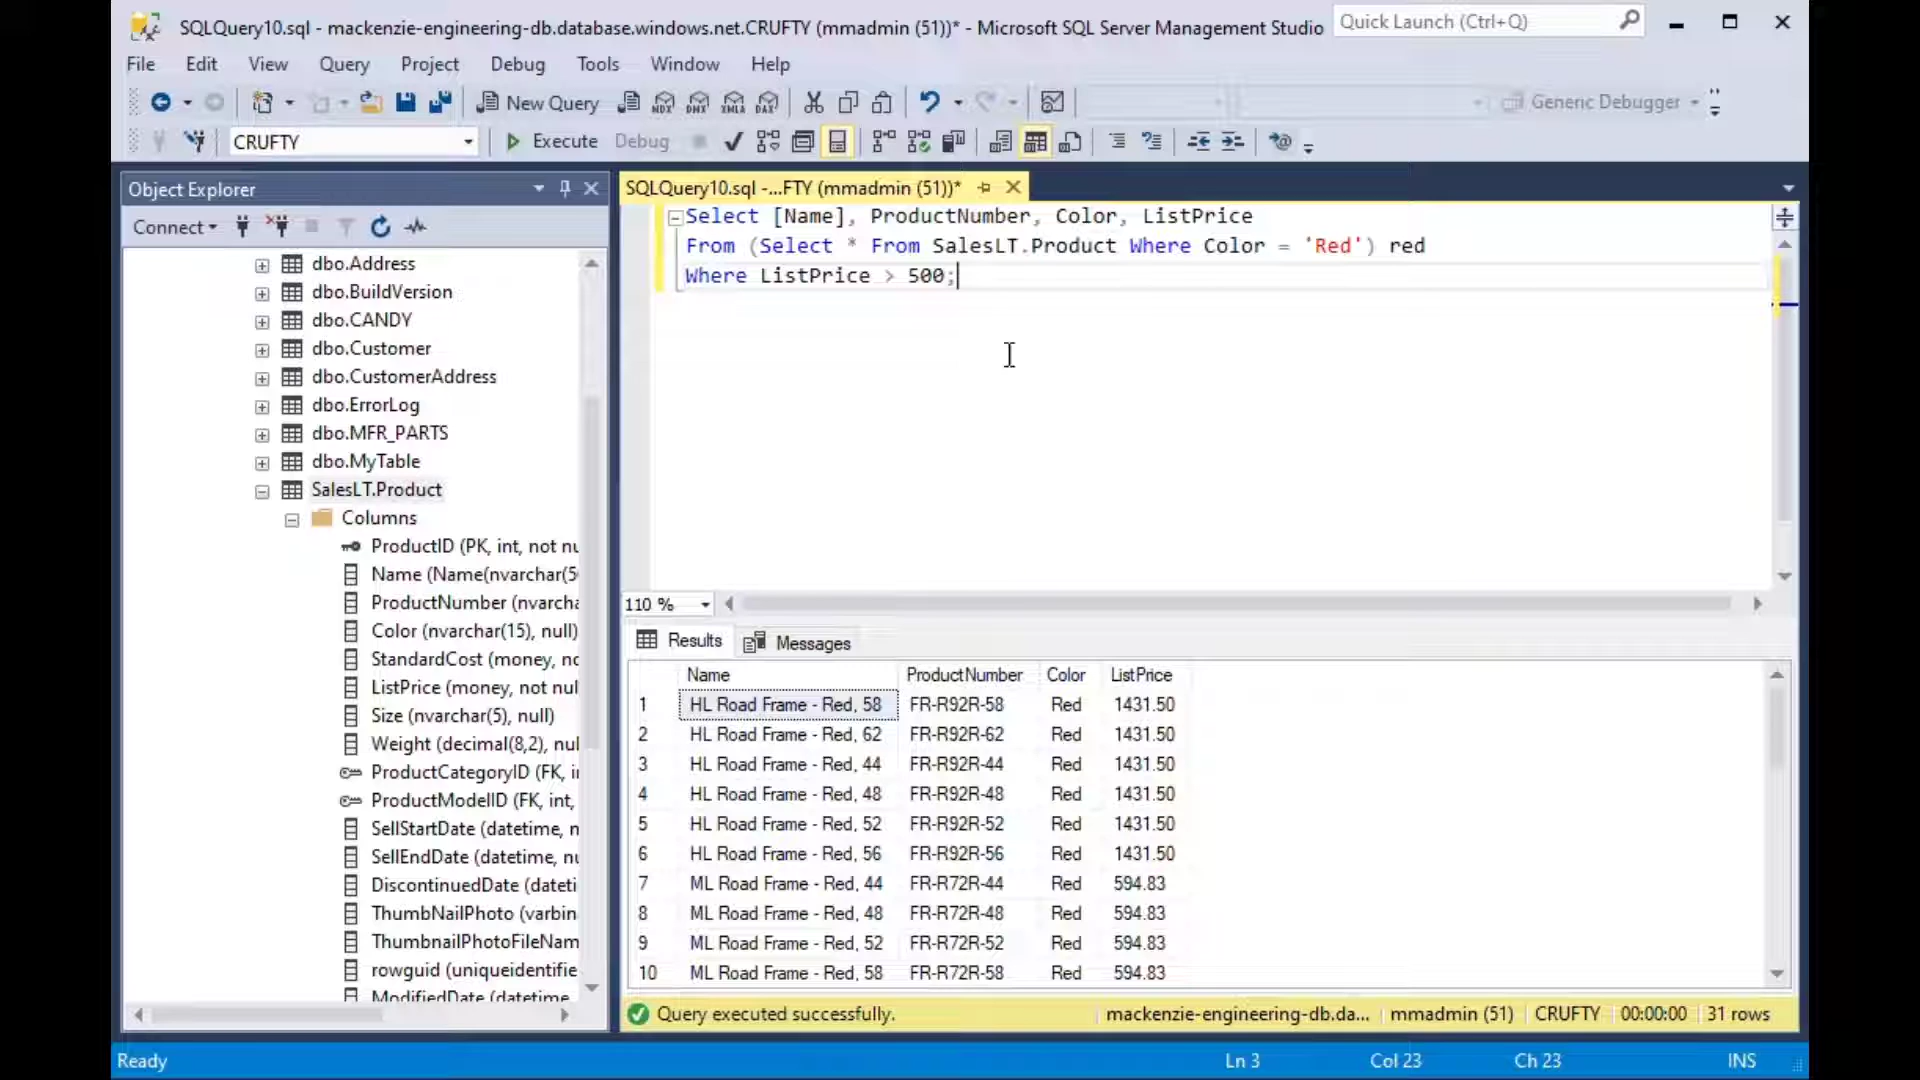 SQLQuery10.sql - mackenzie-engineering-db.database.windows.net.CRUFTY (mmadmin (51))* - Microsoft SQL Server Management Studio
Quick Launch (Ctrl+Q)
File Edit View Query Project Debug Tools Window Help
New Query
MDX DMX XMLA DAX
Generic Debugger
CRUFTY
Execute Debug
Object Explorer
Connect
dbo.Address
dbo.BuildVersion
dbo.CANDY
dbo.Customer
dbo.CustomerAddress
dbo.ErrorLog
dbo.MFR_PARTS
dbo.MyTable
SalesLT.Product
Columns
ProductID (PK, int, not nu
Name (Name(nvarchar(5
ProductNumber (nvarcha
Color (nvarchar(15), null)
StandardCost (money, no
ListPrice (money, not nul
Size (nvarchar(5), null)
Weight (decimal(8,2), nul
ProductCategoryID (FK, i
ProductModelID (FK, int,
SellStartDate (datetime, n
SellEndDate (datetime, nu
DiscontinuedDate (dateti
ThumbNailPhoto (varbin
ThumbnailPhotoFileNam
rowguid (uniqueidentifie
ModifiedDate (datetime
SQLQuery10.sql -...FTY (mmadmin (51))*
Select [Name], ProductNumber, Color, ListPrice
From (Select * From SalesLT.Product Where Color = 'Red') red
Where ListPrice > 500;
110 %
Results Messages
Name ProductNumber Color ListPrice
1 HL Road Frame - Red, 58 FR-R92R-58 Red 1431.50
2 HL Road Frame - Red, 62 FR-R92R-62 Red 1431.50
3 HL Road Frame - Red, 44 FR-R92R-44 Red 1431.50
4 HL Road Frame - Red, 48 FR-R92R-48 Red 1431.50
5 HL Road Frame - Red, 52 FR-R92R-52 Red 1431.50
6 HL Road Frame - Red, 56 FR-R92R-56 Red 1431.50
7 ML Road Frame - Red, 44 FR-R72R-44 Red 594.83
8 ML Road Frame - Red, 48 FR-R72R-48 Red 594.83
9 ML Road Frame - Red, 52 FR-R72R-52 Red 594.83
10 ML Road Frame - Red, 58 FR-R72R-58 Red 594.83
Query executed successfully.
mackenzie-engineering-db.da... mmadmin (51) CRUFTY 00:00:00 31 rows
Ready Ln 3 Col 23 Ch 23 INS